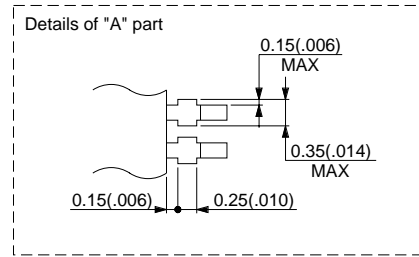 Details of "A" part
0.15(.006)
MAX
0.35(.014)
MAX
0.15(.006)
0.25(.010)